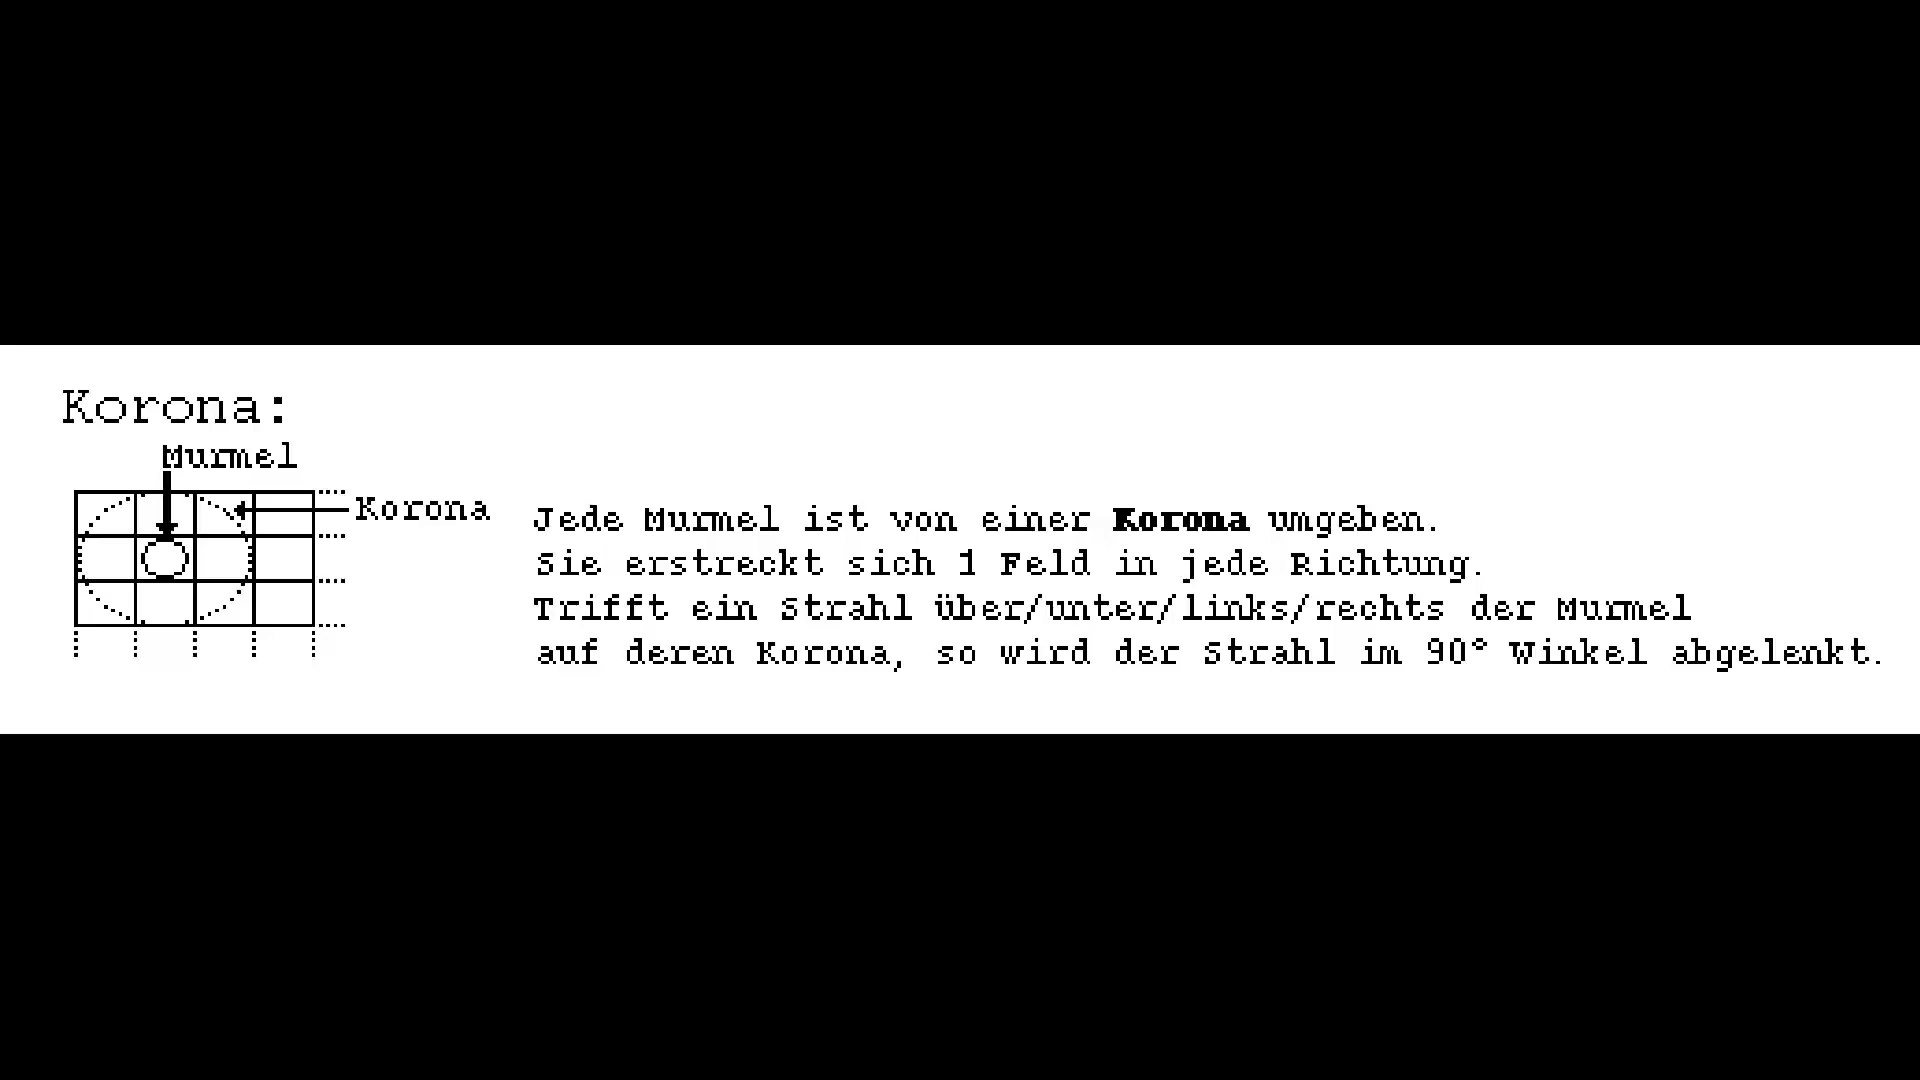 Korona:
Murmel
Korona
Jede Murmel ist von einer Korona umgeben.
Sie erstreckt sich 1 Feld in jede Richtung.
Trifft ein Strahl über/unter/links/rechts der Murmel
auf deren Korona, so wird der Strahl im 90° Winkel abgelenkt.